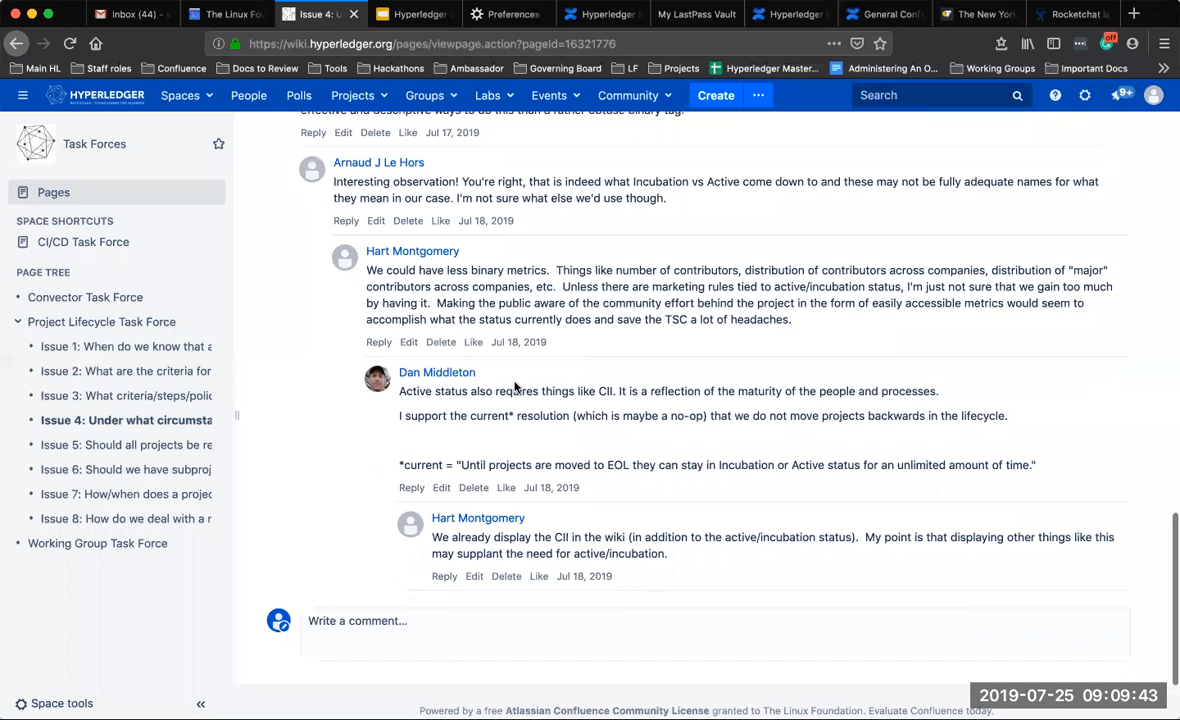 Inbox (44) –
The Linux Fou
Issue 4: U
Hyperledger
Preferences
Hyperledger
My LastPass Vault
Hyperledger
General Conf
The New York
Rocketchat is
https://wiki.hyperledger.org/pages/viewpage.action?pageId=16321776
off
Main HL
Staff roles
Confluence
Docs to Review
Tools
Hackathons
Ambassador
Governing Board
LF
Projects
Hyperledger Master...
Administering An O...
Working Groups
Important Docs
HYPERLEDGER
Spaces
People
Polls
Projects
Groups
Labs
Events
Community
Create
Search
9+
Task Forces
Pages
SPACE SHORTCUTS
CI/CD Task Force
PAGE TREE
Convector Task Force
Project Lifecycle Task Force
Issue 1: When do we know that a
Issue 2: What are the criteria for
Issue 3: What criteria/steps/polic
Issue 4: Under what circumsta
Issue 5: Should all projects be re
Issue 6: Should we have subproj
Issue 7: How/when does a projec
Issue 8: How do we deal with a r
Working Group Task Force
Space tools
effective and descriptive ways to do this than a rather obtuse binary tag.
Reply Edit Delete Like Jul 17, 2019
Arnaud J Le Hors
Interesting observation! You're right, that is indeed what Incubation vs Active come down to and these may not be fully adequate names for what
they mean in our case. I'm not sure what else we'd use though.
Reply Edit Delete Like Jul 18, 2019
Hart Montgomery
We could have less binary metrics. Things like number of contributors, distribution of contributors across companies, distribution of "major"
contributors across companies, etc. Unless there are marketing rules tied to active/incubation status, I'm just not sure that we gain too much
by having it. Making the public aware of the community effort behind the project in the form of easily accessible metrics would seem to
accomplish what the status currently does and save the TSC a lot of headaches.
Reply Edit Delete Like Jul 18, 2019
Dan Middleton
Active status also requires things like CII. It is a reflection of the maturity of the people and processes.
I support the current* resolution (which is maybe a no-op) that we do not move projects backwards in the lifecycle.
*current = "Until projects are moved to EOL they can stay in Incubation or Active status for an unlimited amount of time."
Reply Edit Delete Like Jul 18, 2019
Hart Montgomery
We already display the CII in the wiki (in addition to the active/incubation status). My point is that displaying other things like this
may supplant the need for active/incubation.
Reply Edit Delete Like Jul 18, 2019
Write a comment...
2019-07-25 09:09:43
Powered by a free Atlassian Confluence Community License granted to The Linux Foundation. Evaluate Confluence today.